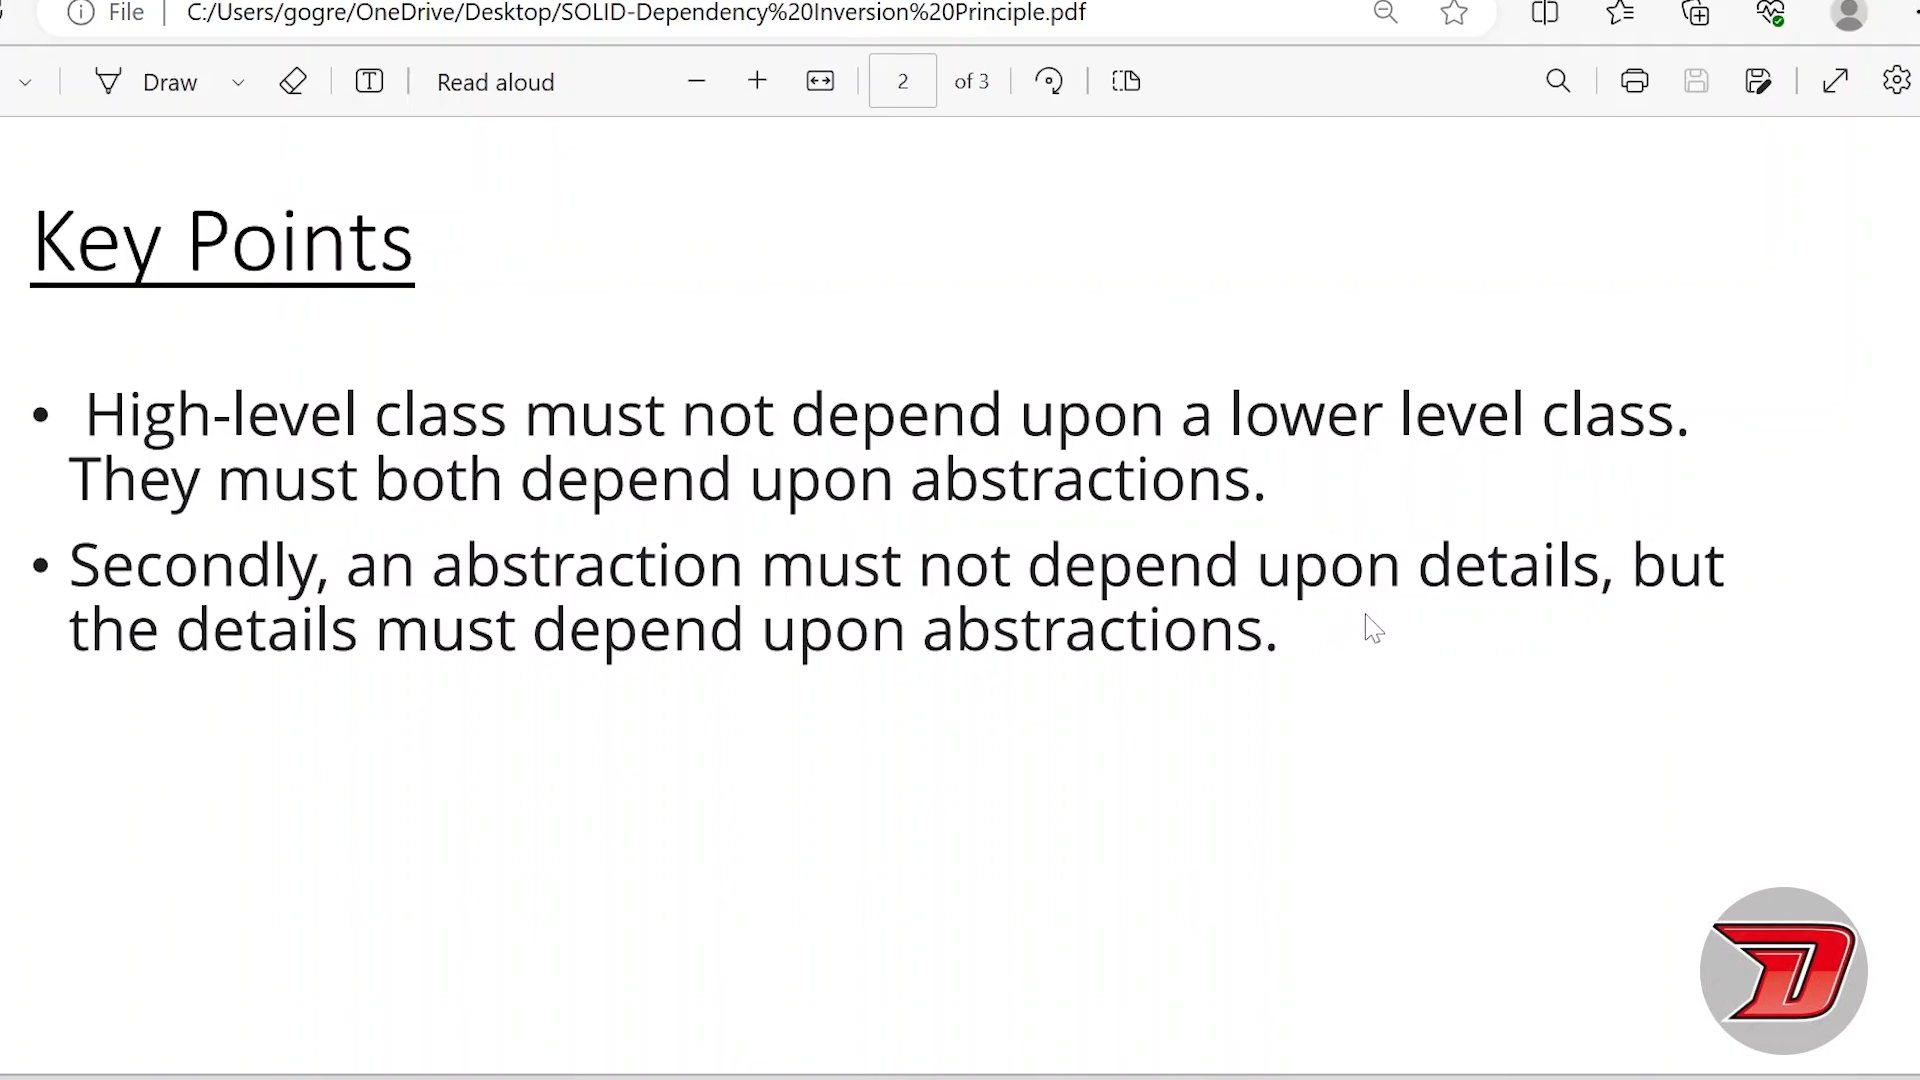 File C:/Users/gogre/OneDrive/Desktop/SOLID-Dependency%20Inversion%20Principle.pdf
Draw Read aloud 2 of 3
Key Points
• High-level class must not depend upon a lower level class.
They must both depend upon abstractions.
• Secondly, an abstraction must not depend upon details, but
the details must depend upon abstractions.
D